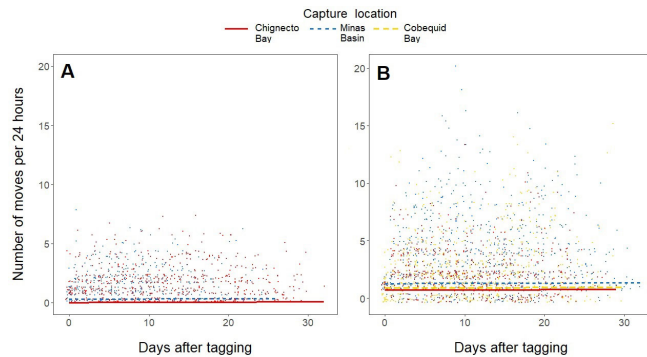 Capture location
Chignecto Bay
Minas Basin
Cobequid Bay
Number of moves per 24 hours
A
20
15
10
5
0
0 10 20 30
Days after tagging
B
20
15
10
5
0
0 10 20 30
Days after tagging